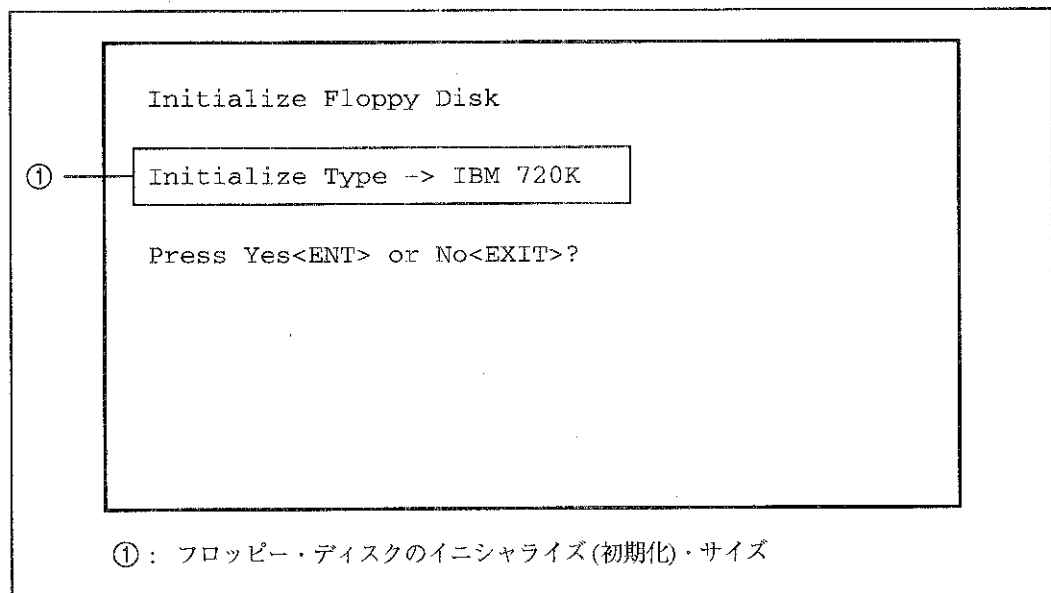 Initialize Floppy Disk
① Initialize Type -> IBM 720K
Press Yes<ENT> or No<EXIT>?
①: フロッピー・ディスクのイニシャライズ(初期化)・サイズ